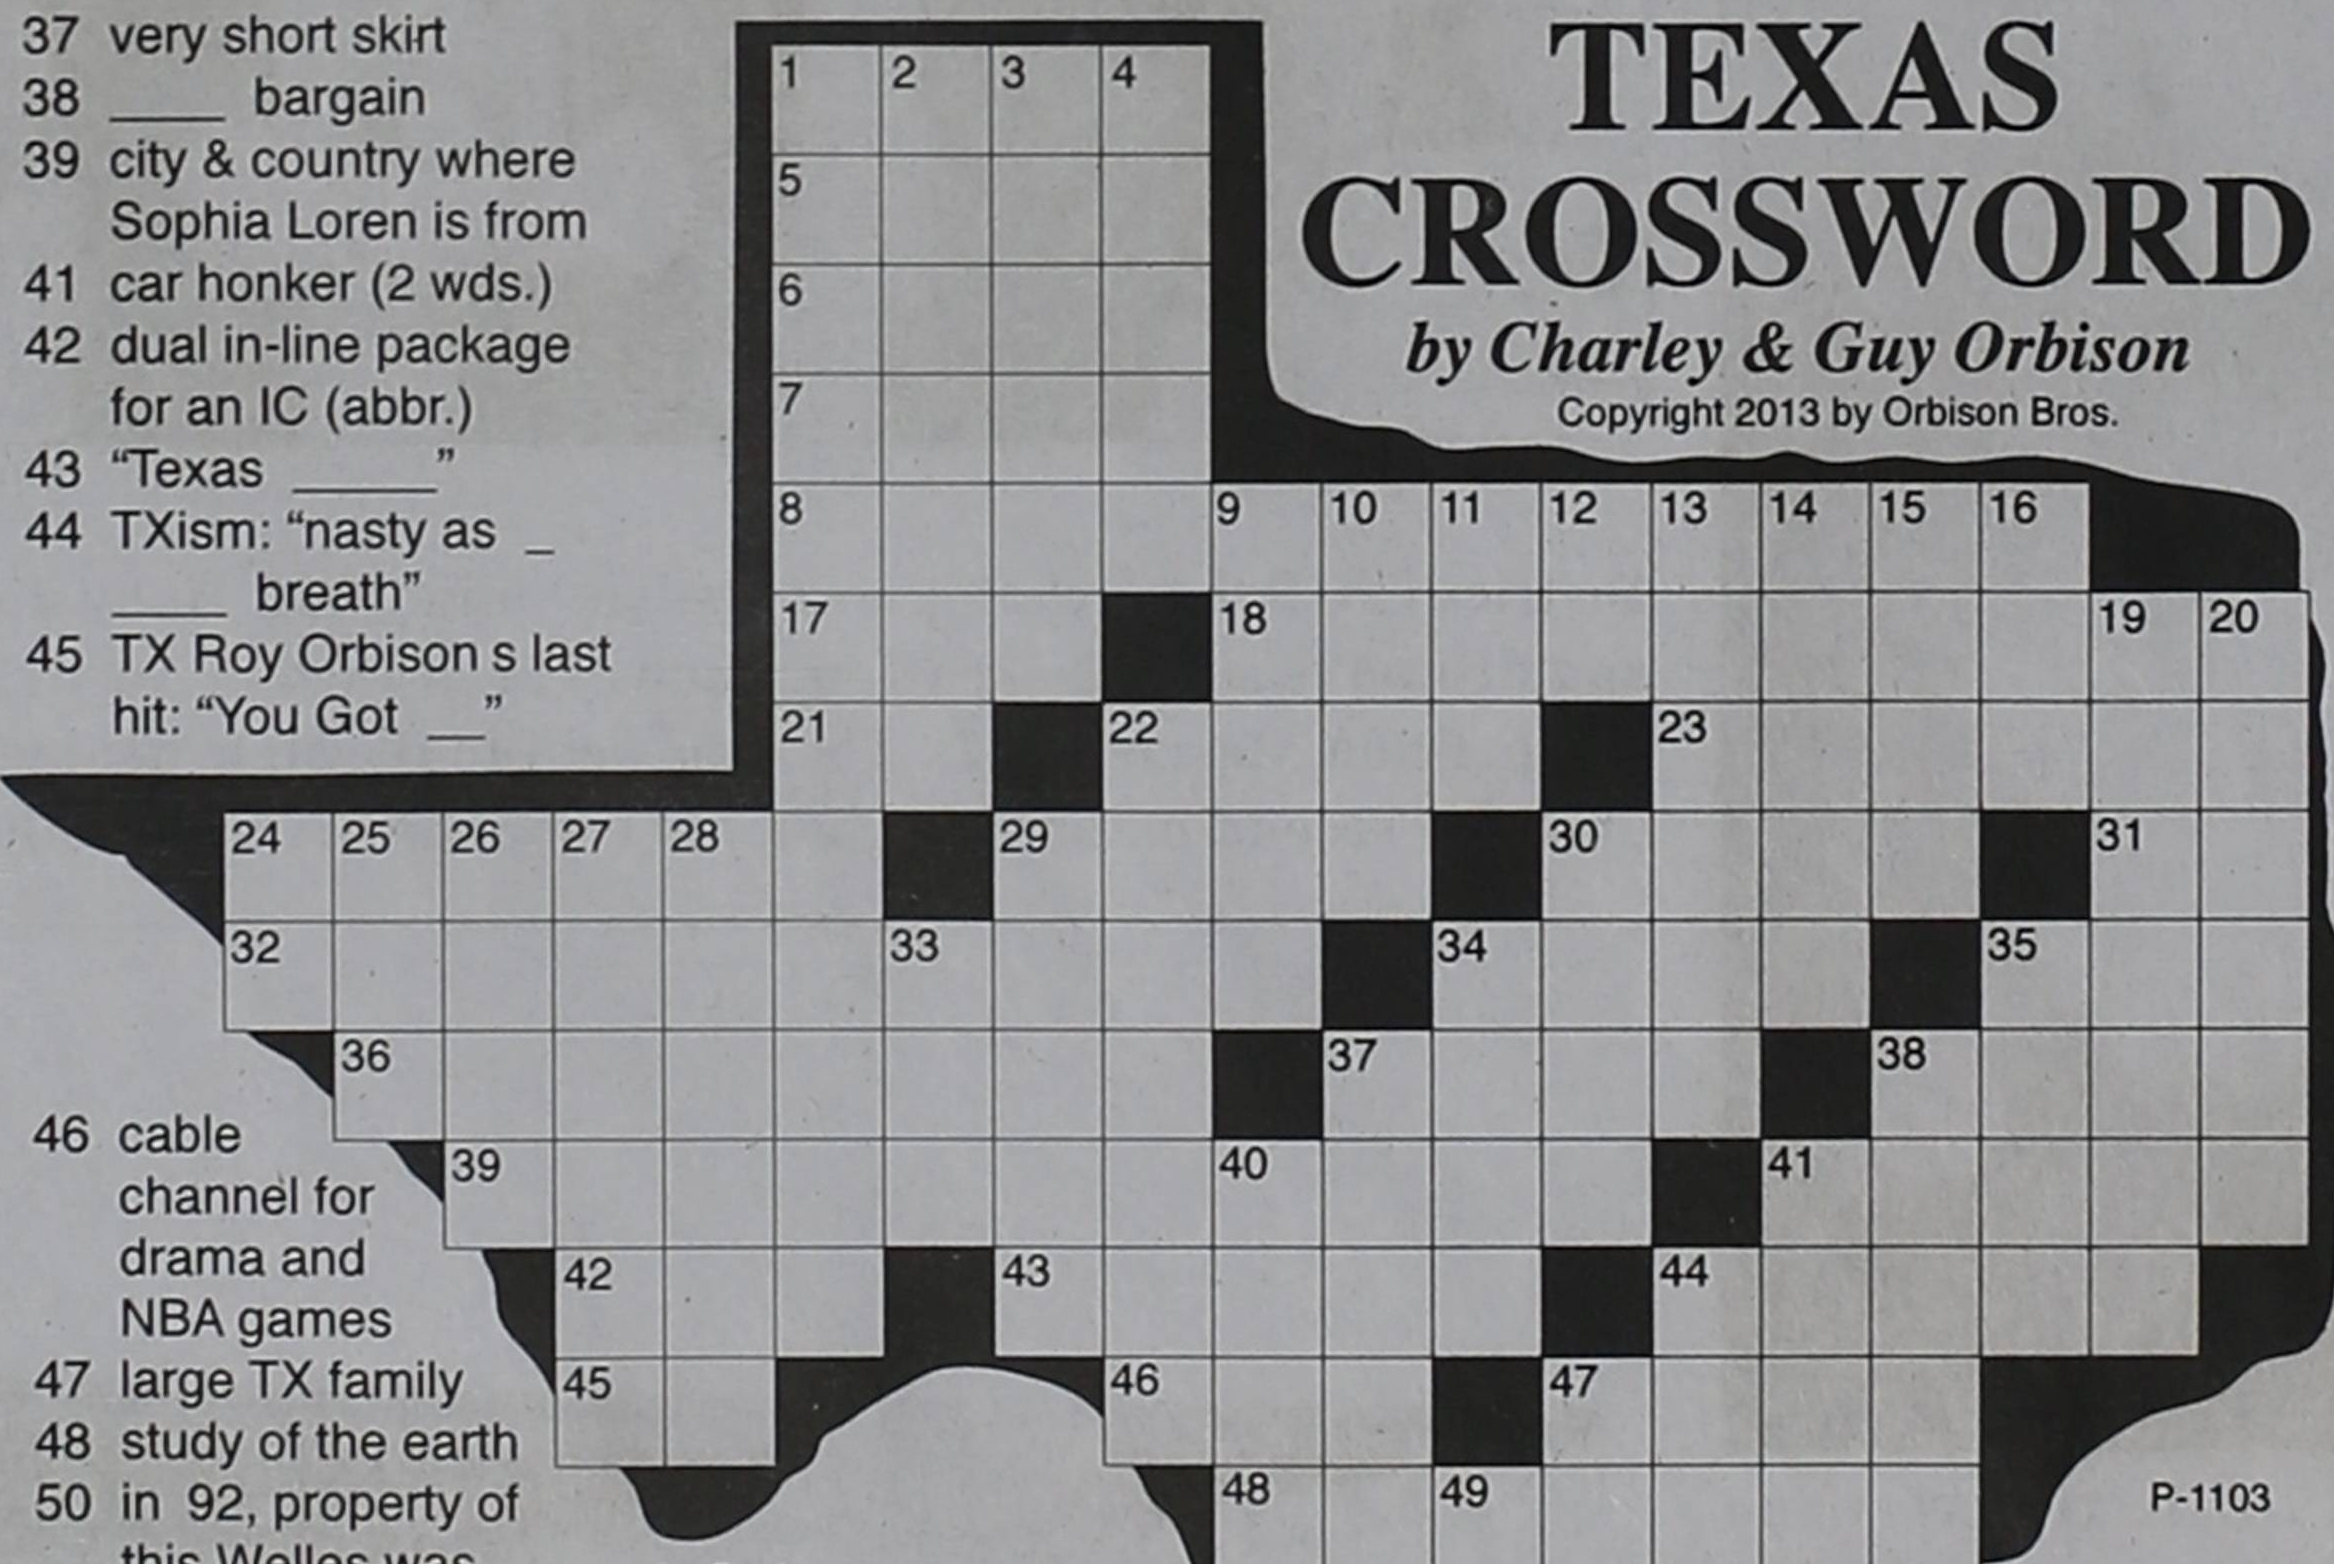 37 very short skirt
38 ____ bargain
39 city & country where
Sophia Loren is from
41 car honker (2 wds.)
42 dual in-line package
for an IC (abbr.)
43 “Texas _____”
44 TXism: “nasty as _
____ breath”
45 TX Roy Orbison s last
hit: “You Got __”
46 cable
channel for
drama and
NBA games
47 large TX family
48 study of the earth
50 in 92, property of
this Welles was
TEXAS
CROSSWORD
by Charley & Guy Orbison
Copyright 2013 by Orbison Bros.
1 2 3 4
5
6
7
8 9 10 11 12 13 14 15 16
17 18 19 20
21 22 23
24 25 26 27 28 29 30 31
32 33 34 35
36 37 38
39 40 41
42 43 44
45 46 47
48 49
P-1103